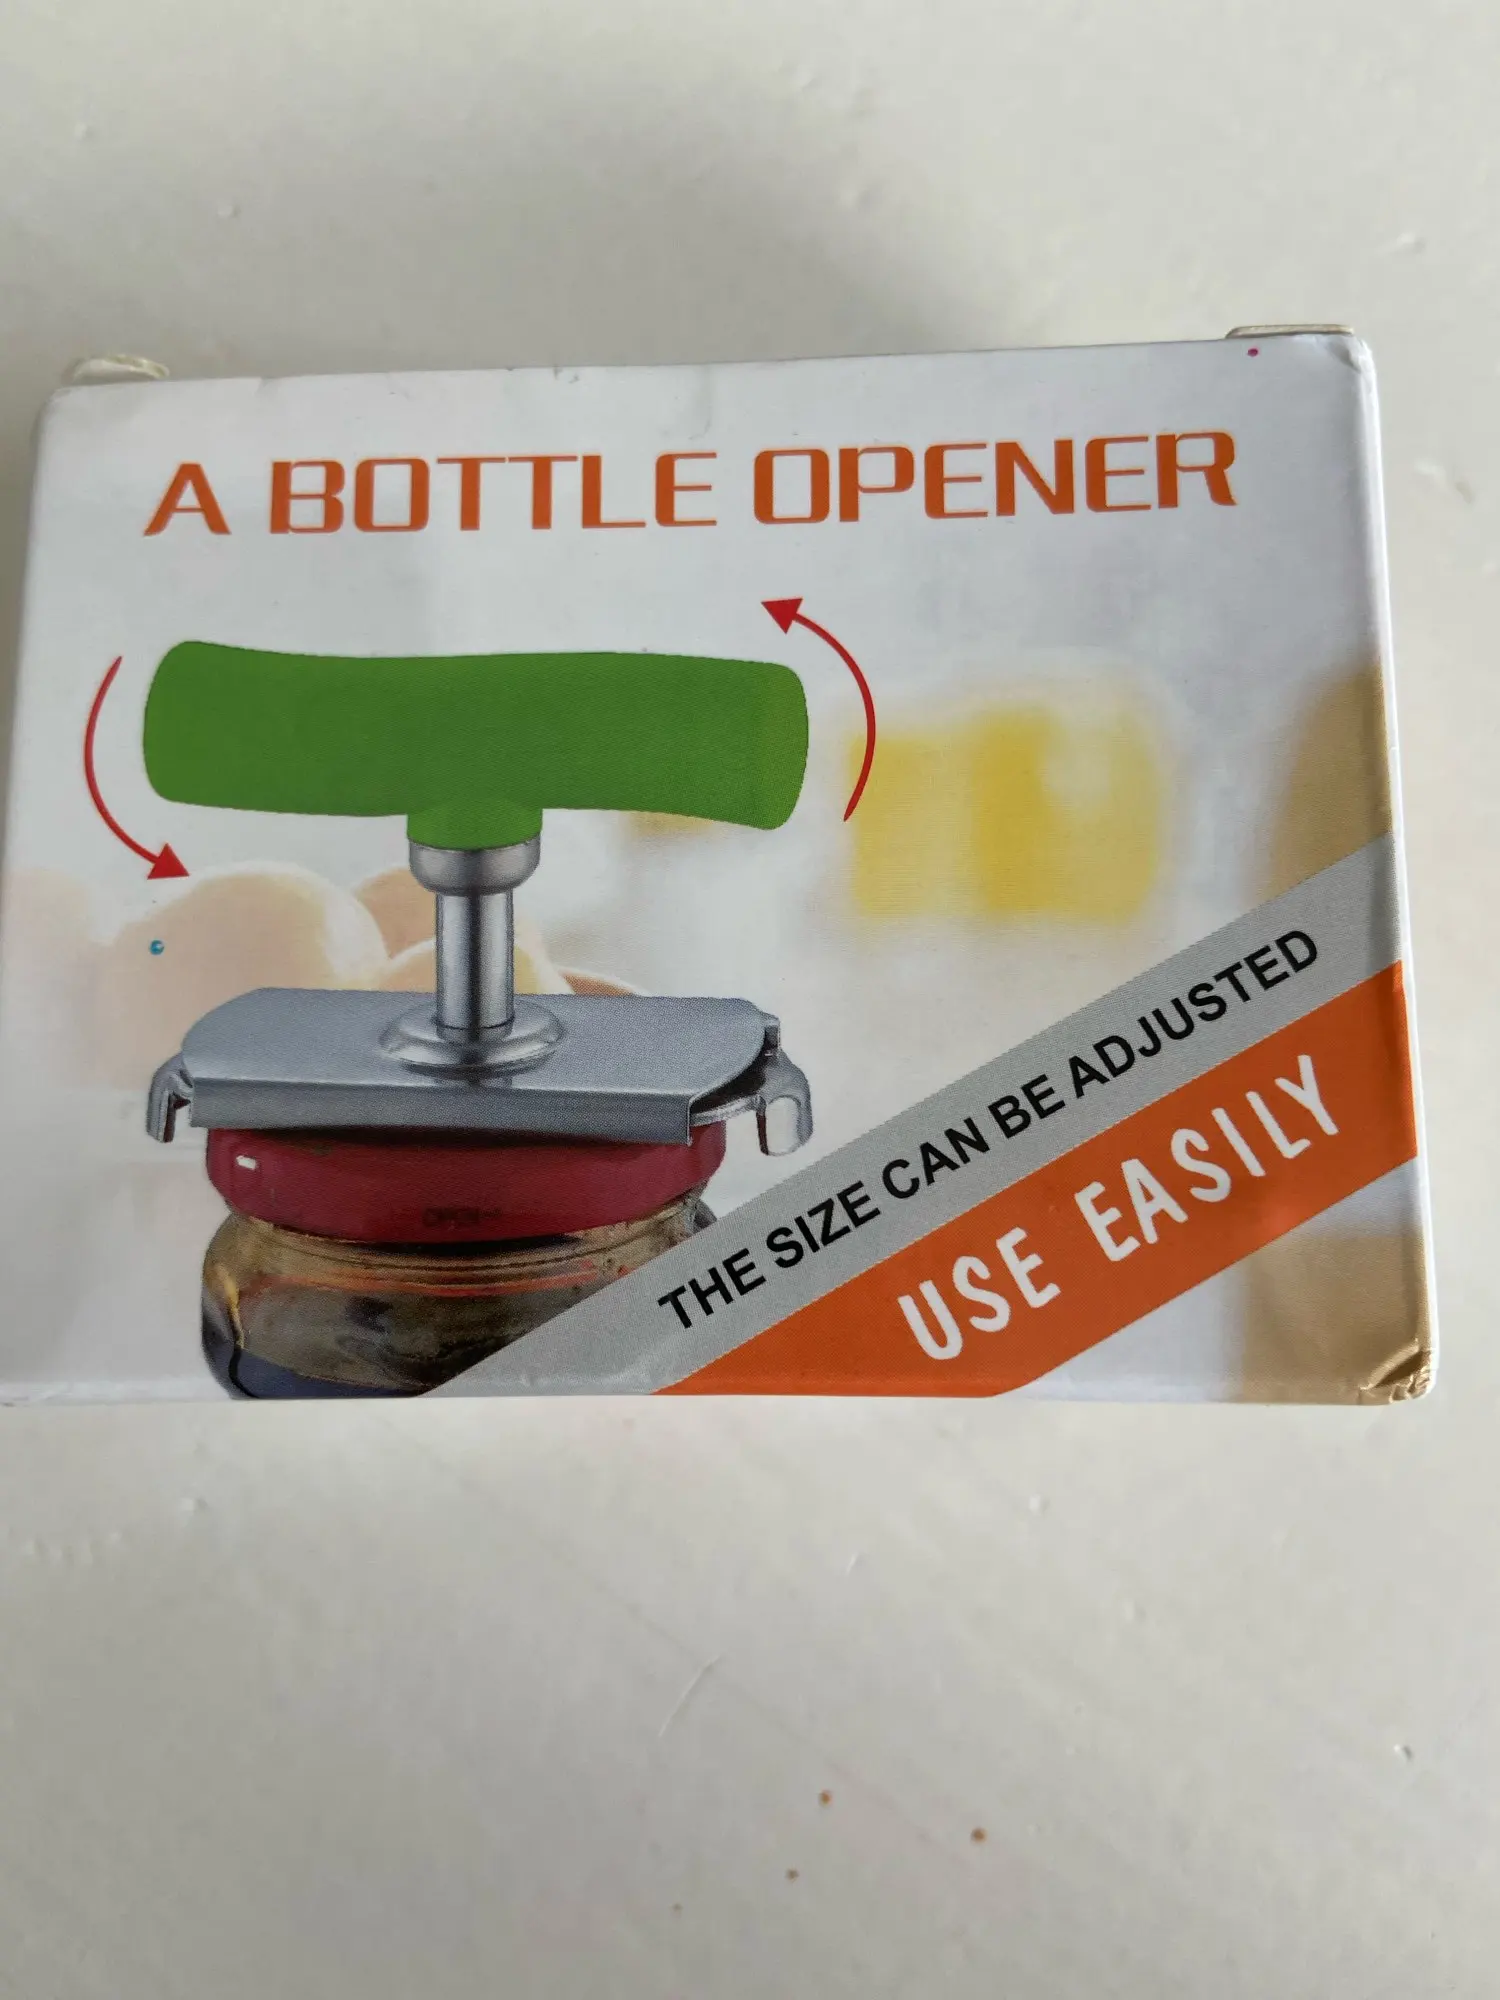 A BOTTLE OPENER
THE SIZE CAN BE ADJUSTED
USE EASILY